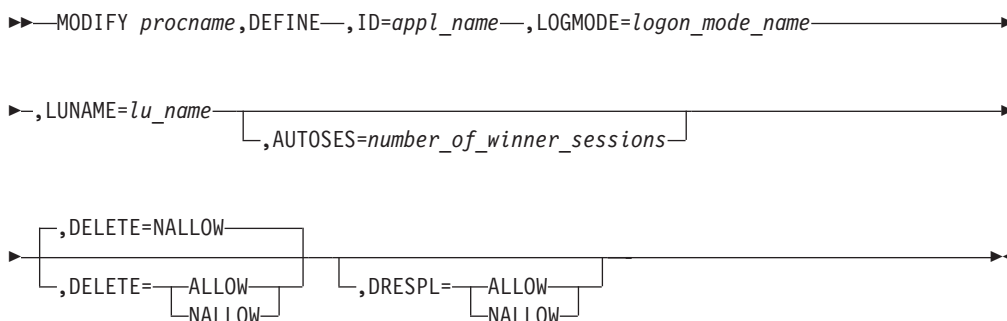 MODIFY procname,DEFINE ,ID=appl_name ,LOGMODE=logon_mode_name
,LUNAME=lu_name
,AUTOSES=number_of_winner_sessions
,DELETE=NALLOW
,DELETE= ALLOW ,DRESPL= ALLOW
NALLOW NALLOW